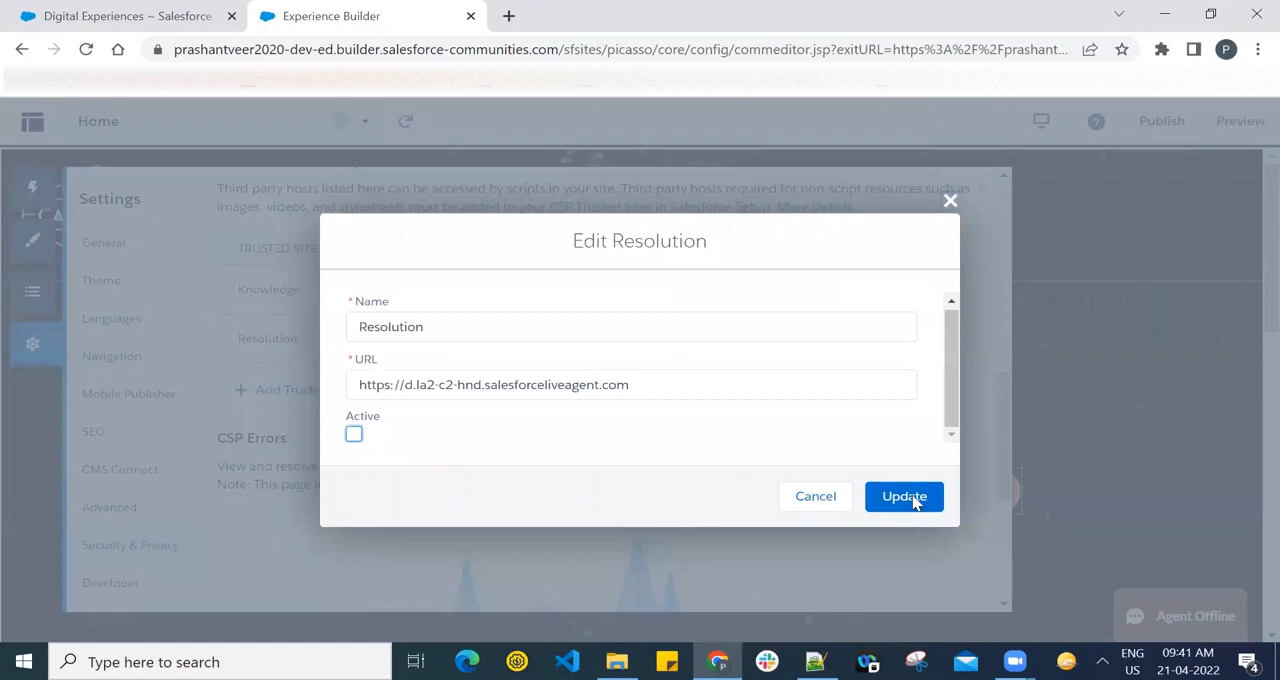 Digital Experiences ~ Salesforce
Experience Builder
prashantveer2020-dev-ed.builder.salesforce-communities.com/sfsites/picasso/core/config/commeditor.jsp?exitURL=https%3A%2F%2Fprashant...
P
Home
Publish
Preview
Settings
Third party hosts listed here can be accessed by scripts in your site. Third-party hosts required for non-script resources such as
images, videos, and stylesheets must be added to your CSP Trusted Sites in Salesforce Setup. More Details
General
TRUSTED SITE
Theme
Knowledge
Languages
Resolution
Navigation
Mobile Publisher
+ Add Truste
SEO
CSP Errors
CMS Connect
View and resolve
Note: This page i
Advanced
Security & Privacy
Developer
Edit Resolution
* Name
Resolution
* URL
https://d.la2-c2-hnd.salesforceliveagent.com
Active
Cancel
Update
Agent Offline
Type here to search
P
ENG
US
09:41 AM
21-04-2022
4